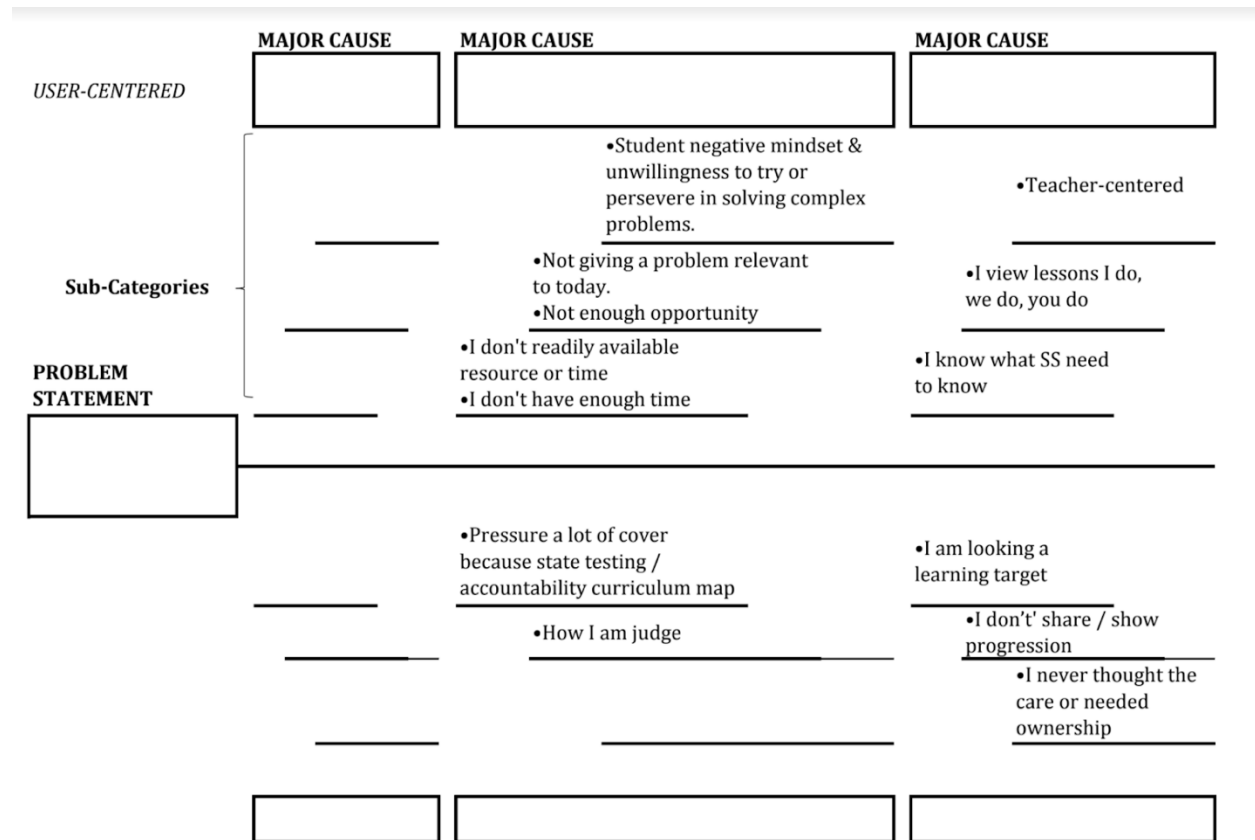 MAJOR CAUSE
MAJOR CAUSE
MAJOR CAUSE
USER-CENTERED
•Student negative mindset &
unwillingness to try or
persevere in solving complex
problems.
•Teacher-centered
Sub-Categories
•Not giving a problem relevant
to today.
•Not enough opportunity
•I view lessons I do,
we do, you do
•I don't readily available
resource or time
•I don't have enough time
•I know what SS need
to know
PROBLEM
STATEMENT
•Pressure a lot of cover
because state testing /
accountability curriculum map
•I am looking a
learning target
•How I am judge
•I don't' share / show
progression
•I never thought the
care or needed
ownership